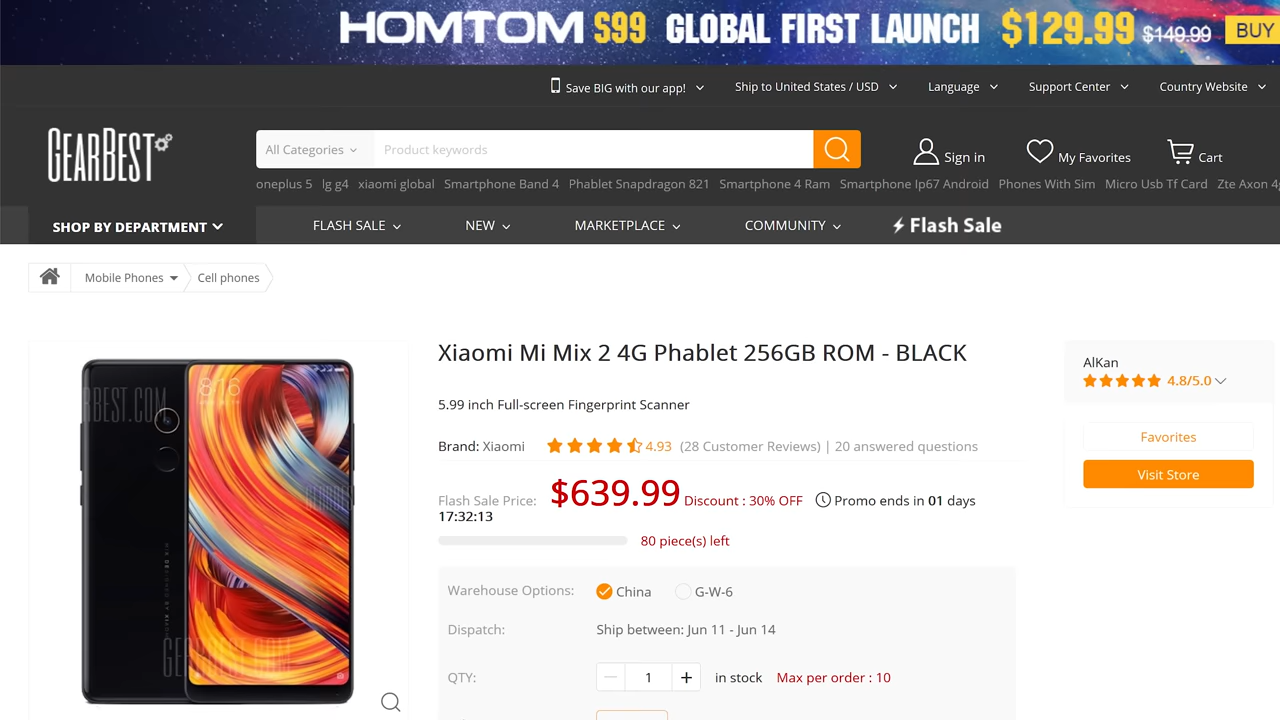 HOMTOM S99 GLOBAL FIRST LAUNCH $129.99 $149.99 BUY
Save BIG with our app! Ship to United States / USD Language Support Center Country Website
GEARBEST All Categories Product keywords Sign in My Favorites Cart
oneplus 5 lg g4 xiaomi global Smartphone Band 4 Phablet Snapdragon 821 Smartphone 4 Ram Smartphone Ip67 Android Phones With Sim Micro Usb Tf Card Zte Axon 4g
SHOP BY DEPARTMENT FLASH SALE NEW MARKETPLACE COMMUNITY Flash Sale
Mobile Phones Cell phones
Xiaomi Mi Mix 2 4G Phablet 256GB ROM - BLACK
5.99 inch Full-screen Fingerprint Scanner
Brand: Xiaomi 4.93 (28 Customer Reviews) | 20 answered questions
Flash Sale Price: $639.99 Discount : 30% OFF Promo ends in 01 days
17:32:13
80 piece(s) left
Warehouse Options: China G-W-6
Dispatch: Ship between: Jun 11 - Jun 14
QTY: 1 in stock Max per order : 10
AlKan
4.8/5.0
Favorites
Visit Store
8:16